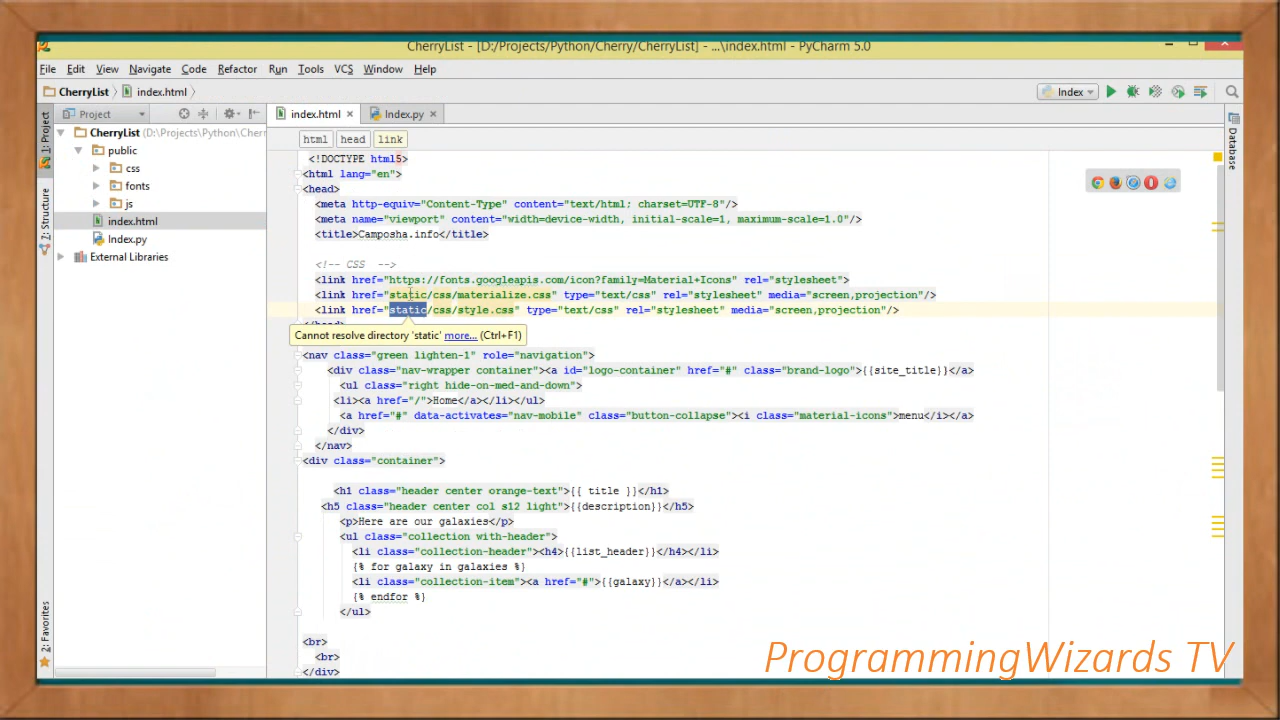 CherryList - [D:/Projects/Python/Cherry/CherryList] - ...\index.html - PyCharm 5.0
File Edit View Navigate Code Refactor Run Tools VCS Window Help
CherryList index.html Index
Project index.html Index.py
1: Project
7: Structure
2: Favorites
Database
CherryList (D:\Projects\Python\Cherr
public
css
fonts
js
index.html
Index.py
External Libraries
html head link
<!DOCTYPE html5>
<html lang="en">
<head>
<meta http-equiv="Content-Type" content="text/html; charset=UTF-8"/>
<meta name="viewport" content="width=device-width, initial-scale=1, maximum-scale=1.0"/>
<title>Camposha.info</title>
<!-- CSS -->
<link href="https://fonts.googleapis.com/icon?family=Material+Icons" rel="stylesheet">
<link href="static/css/materialize.css" type="text/css" rel="stylesheet" media="screen,projection"/>
<link href="static/css/style.css" type="text/css" rel="stylesheet" media="screen,projection"/>
Cannot resolve directory 'static' more... (Ctrl+F1)
<nav class="green lighten-1" role="navigation">
<div class="nav-wrapper container"><a id="logo-container" href="#" class="brand-logo">{{site_title}}</a>
<ul class="right hide-on-med-and-down">
<li><a href="/">Home</a></li></ul>
<a href="#" data-activates="nav-mobile" class="button-collapse"><i class="material-icons">menu</i></a>
</div>
</nav>
<div class="container">
<h1 class="header center orange-text">{{ title }}</h1>
<h5 class="header center col s12 light">{{description}}</h5>
<p>Here are our galaxies</p>
<ul class="collection with-header">
<li class="collection-header"><h4>{{list_header}}</h4></li>
{% for galaxy in galaxies %}
<li class="collection-item"><a href="#">{{galaxy}}</a></li>
{% endfor %}
</ul>
<br>
<br>
</div>
ProgrammingWizards TV